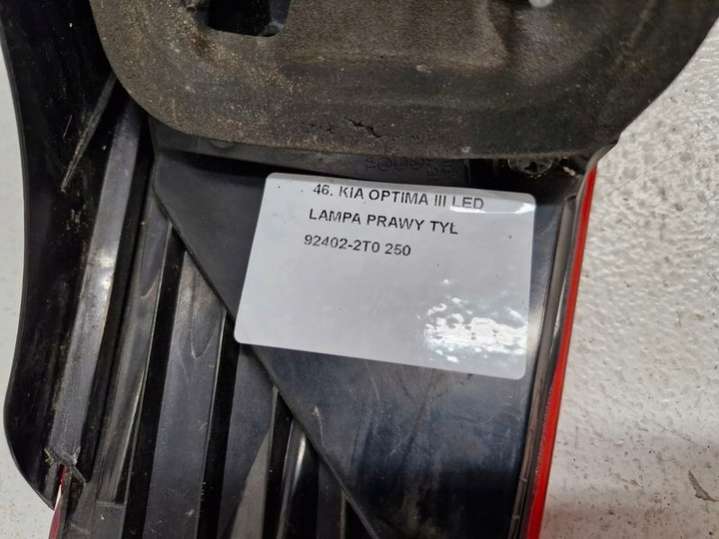 46. KIA OPTIMA III LED
LAMPA PRAWY TYŁ
92402-2T0 250